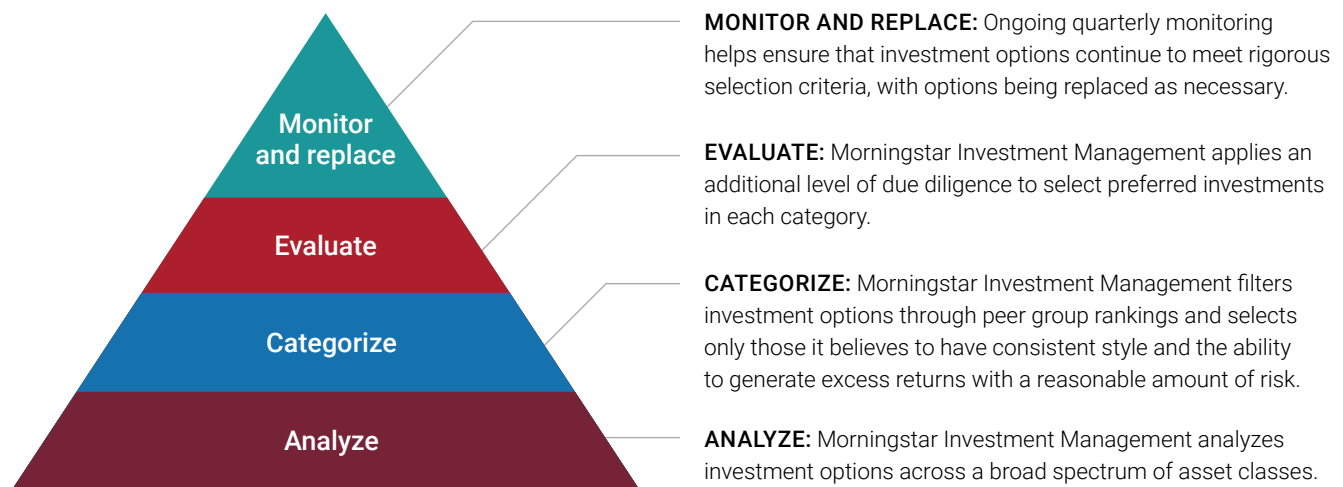 Monitor
and replace
Evaluate
Categorize
Analyze
MONITOR AND REPLACE: Ongoing quarterly monitoring
helps ensure that investment options continue to meet rigorous
selection criteria, with options being replaced as necessary.
EVALUATE: Morningstar Investment Management applies an
additional level of due diligence to select preferred investments
in each category.
CATEGORIZE: Morningstar Investment Management filters
investment options through peer group rankings and selects
only those it believes to have consistent style and the ability
to generate excess returns with a reasonable amount of risk.
ANALYZE: Morningstar Investment Management analyzes
investment options across a broad spectrum of asset classes.